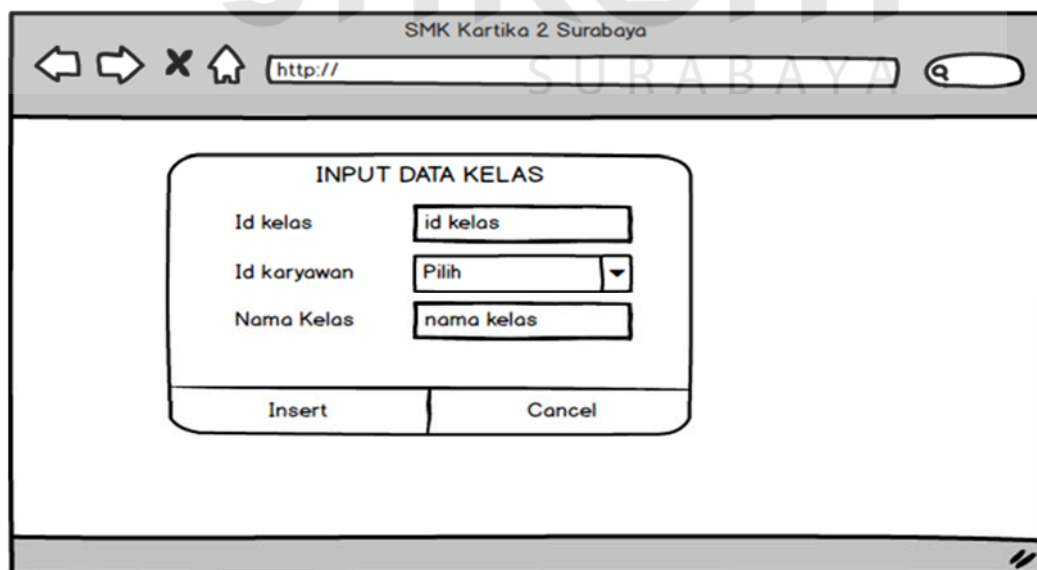 SMK Kartika 2 Surabaya
http://
SURABAYA
INPUT DATA KELAS
Id kelas id kelas
Id karyawan Pilih
Nama Kelas nama kelas
Insert Cancel